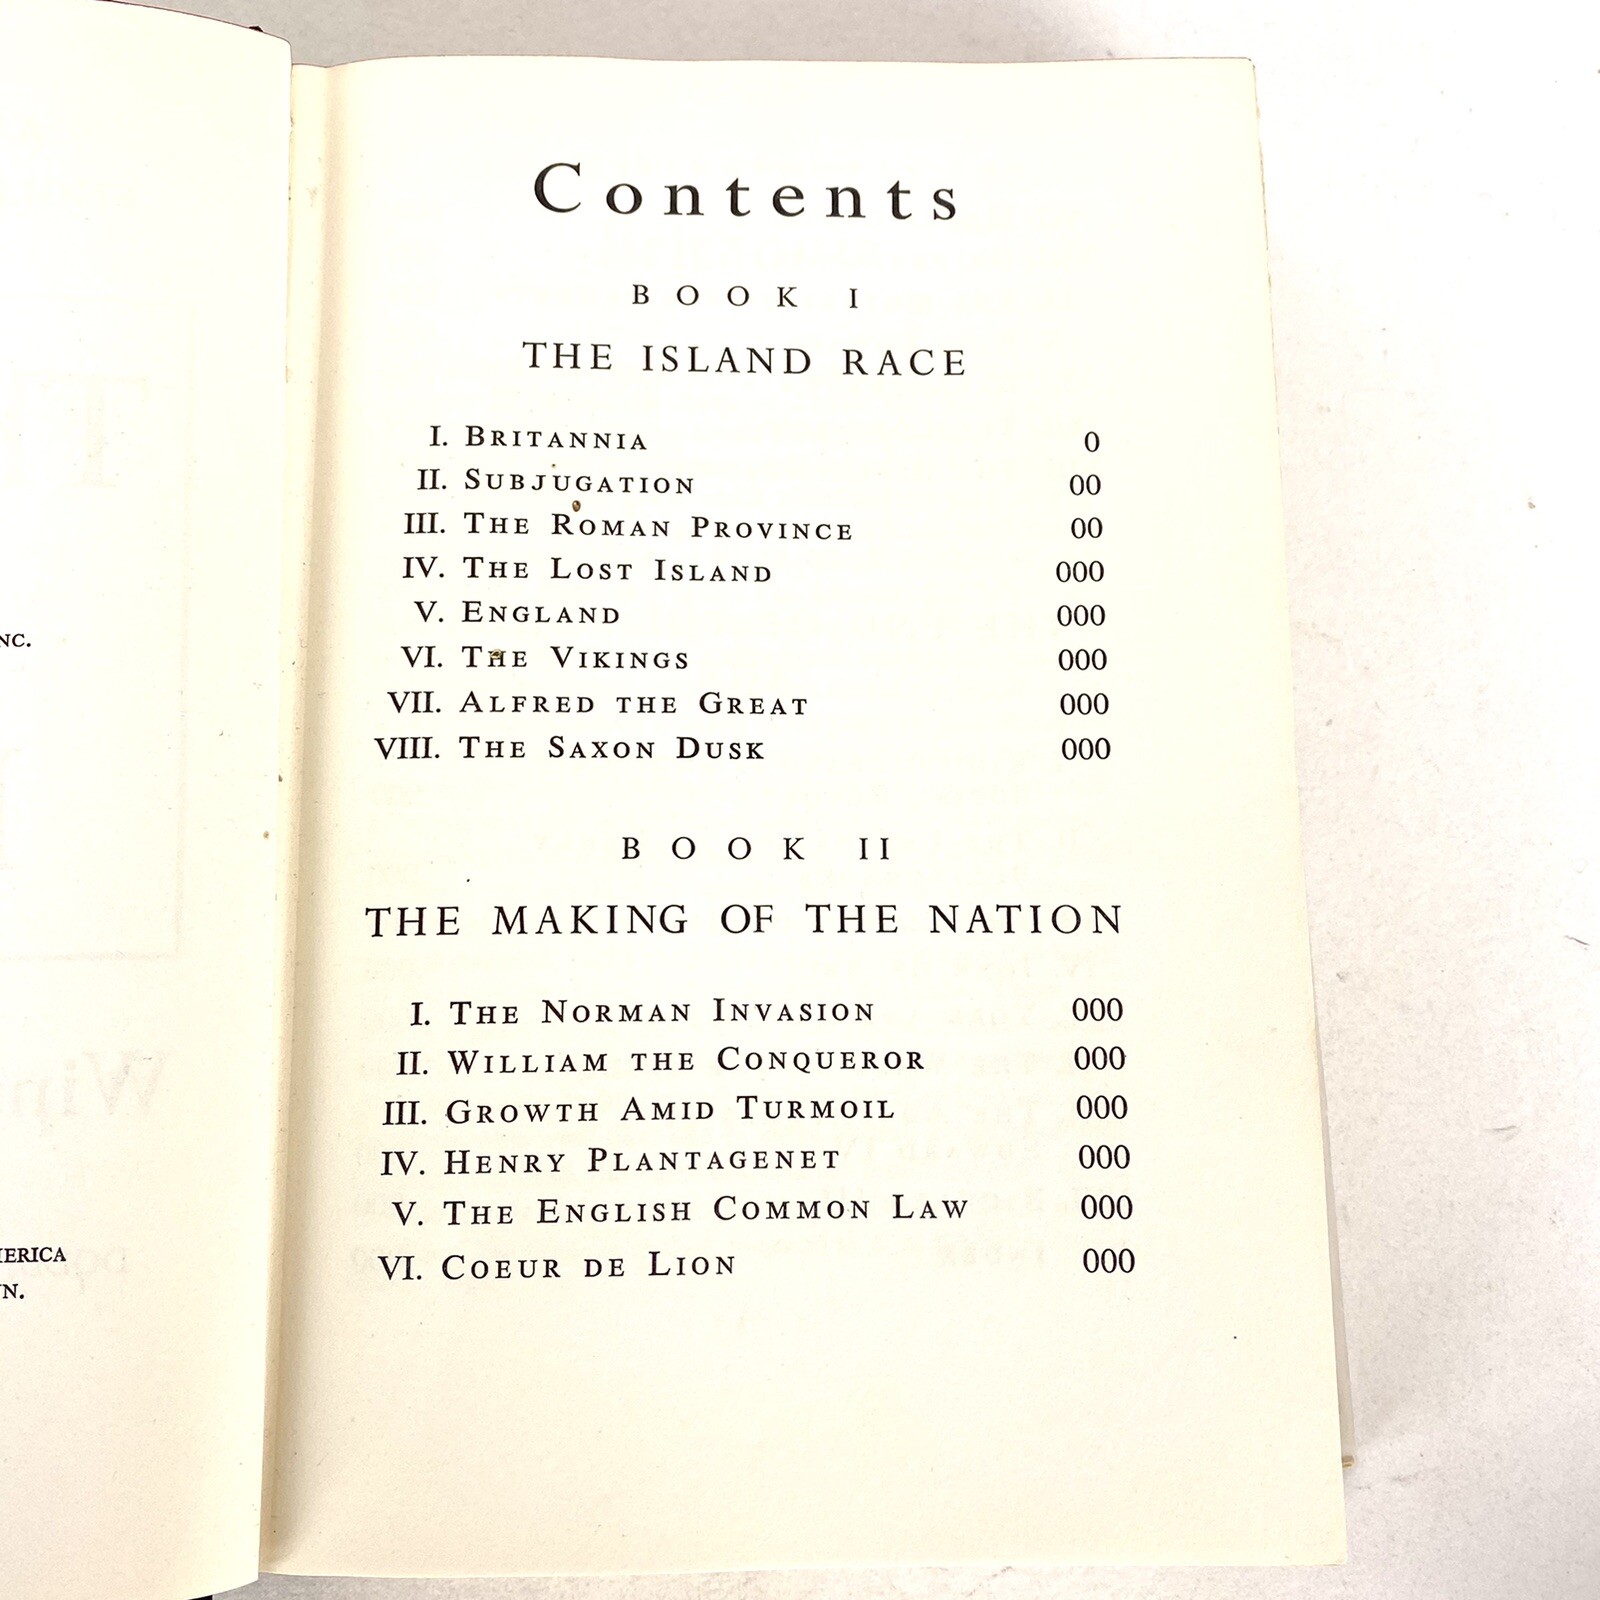 NC.
MERICA
N.
Contents
BOOK I
THE ISLAND RACE
I. BRITANNIA 0
II. SUBJUGATION 00
III. THE ROMAN PROVINCE 00
IV. THE LOST ISLAND 000
V. ENGLAND 000
VI. THE VIKINGS 000
VII. ALFRED THE GREAT 000
VIII. THE SAXON DUSK 000
BOOK II
THE MAKING OF THE NATION
I. THE NORMAN INVASION 000
II. WILLIAM THE CONQUEROR 000
III. GROWTH AMID TURMOIL 000
IV. HENRY PLANTAGENET 000
V. THE ENGLISH COMMON LAW 000
VI. COEUR DE LION 000